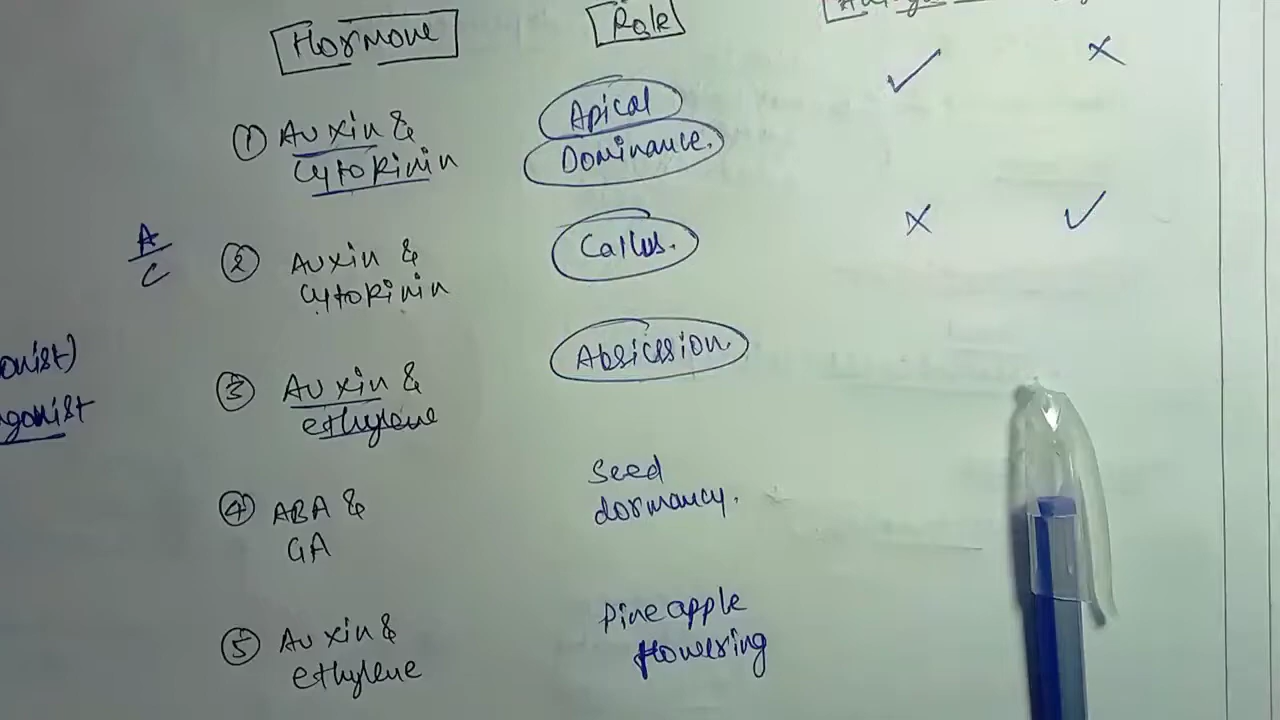 Hormone Role
✓ ×
① Auxin & Apical
Cytokinin Dominance.
A/C ② Auxin & Callus. × ✓
Cytokinin
onist) ③ Auxin & Absicssion.
gonist ethylene
④ ABA & Seed
GA dormancy.
⑤ Auxin & Pineapple
ethylene flowering